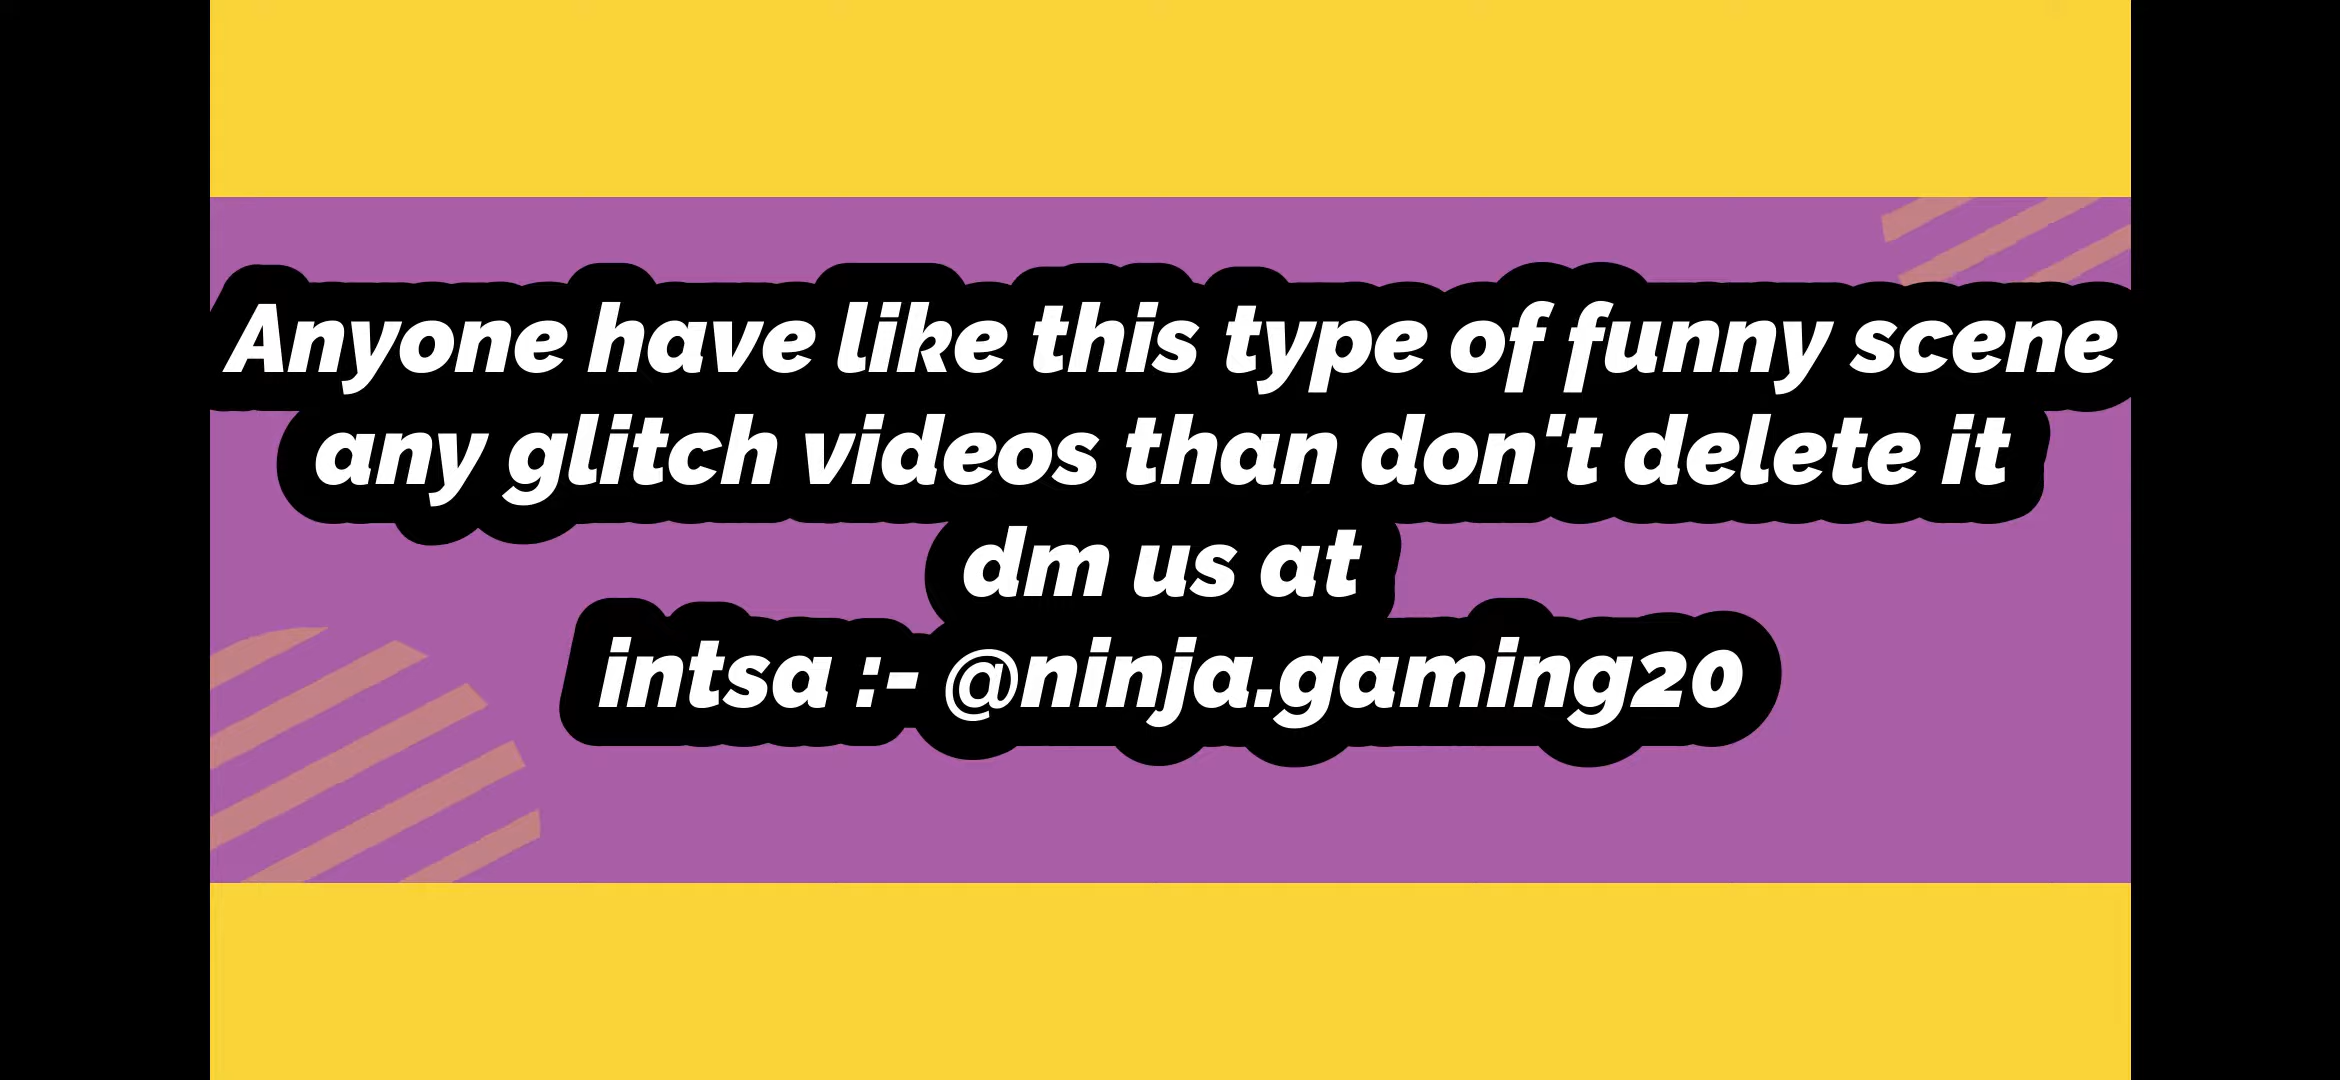 Anyone have like this type of funny scene
any glitch videos than don't delete it
dm us at
intsa :- @ninja.gaming20